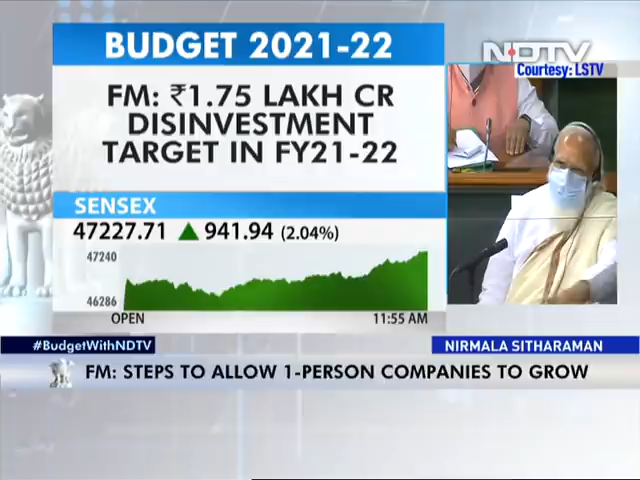 BUDGET 2021-22
NDTV
Courtesy: LSTV
FM: ₹1.75 LAKH CR
DISINVESTMENT
TARGET IN FY21-22
SENSEX
47227.71 ▲ 941.94 (2.04%)
47240
46286
OPEN 11:55 AM
#BudgetWithNDTV
NIRMALA SITHARAMAN
FM: STEPS TO ALLOW 1-PERSON COMPANIES TO GROW